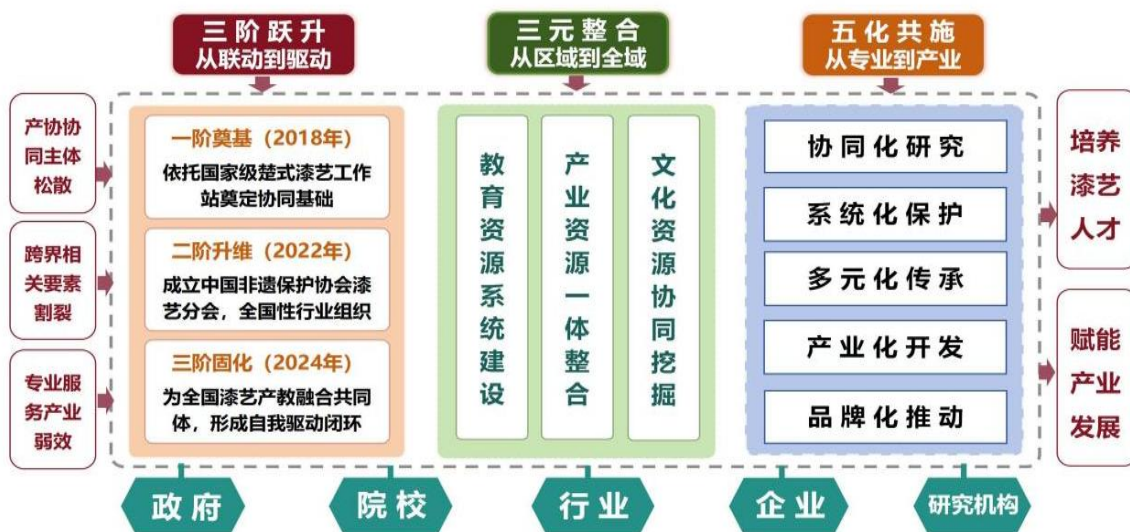 三阶跃升
从联动到驱动
三元整合
从区域到全域
五化共施
从专业到产业
产协协
同主体
松散
跨界相
关要素
割裂
专业服
务产业
弱效
一阶奠基（2018年）
依托国家级楚式漆艺工作
站奠定协同基础
二阶升维（2022年）
成立中国非遗保护协会漆
艺分会，全国性行业组织
三阶固化（2024年）
为全国漆艺产教融合共同
体，形成自我驱动闭环
教育资源系统建设
产业资源一体整合
文化资源协同挖掘
协同化研究
系统化保护
多元化传承
产业化开发
品牌化推动
培养
漆艺
人才
赋能
产业
发展
政府
院校
行业
企业
研究机构